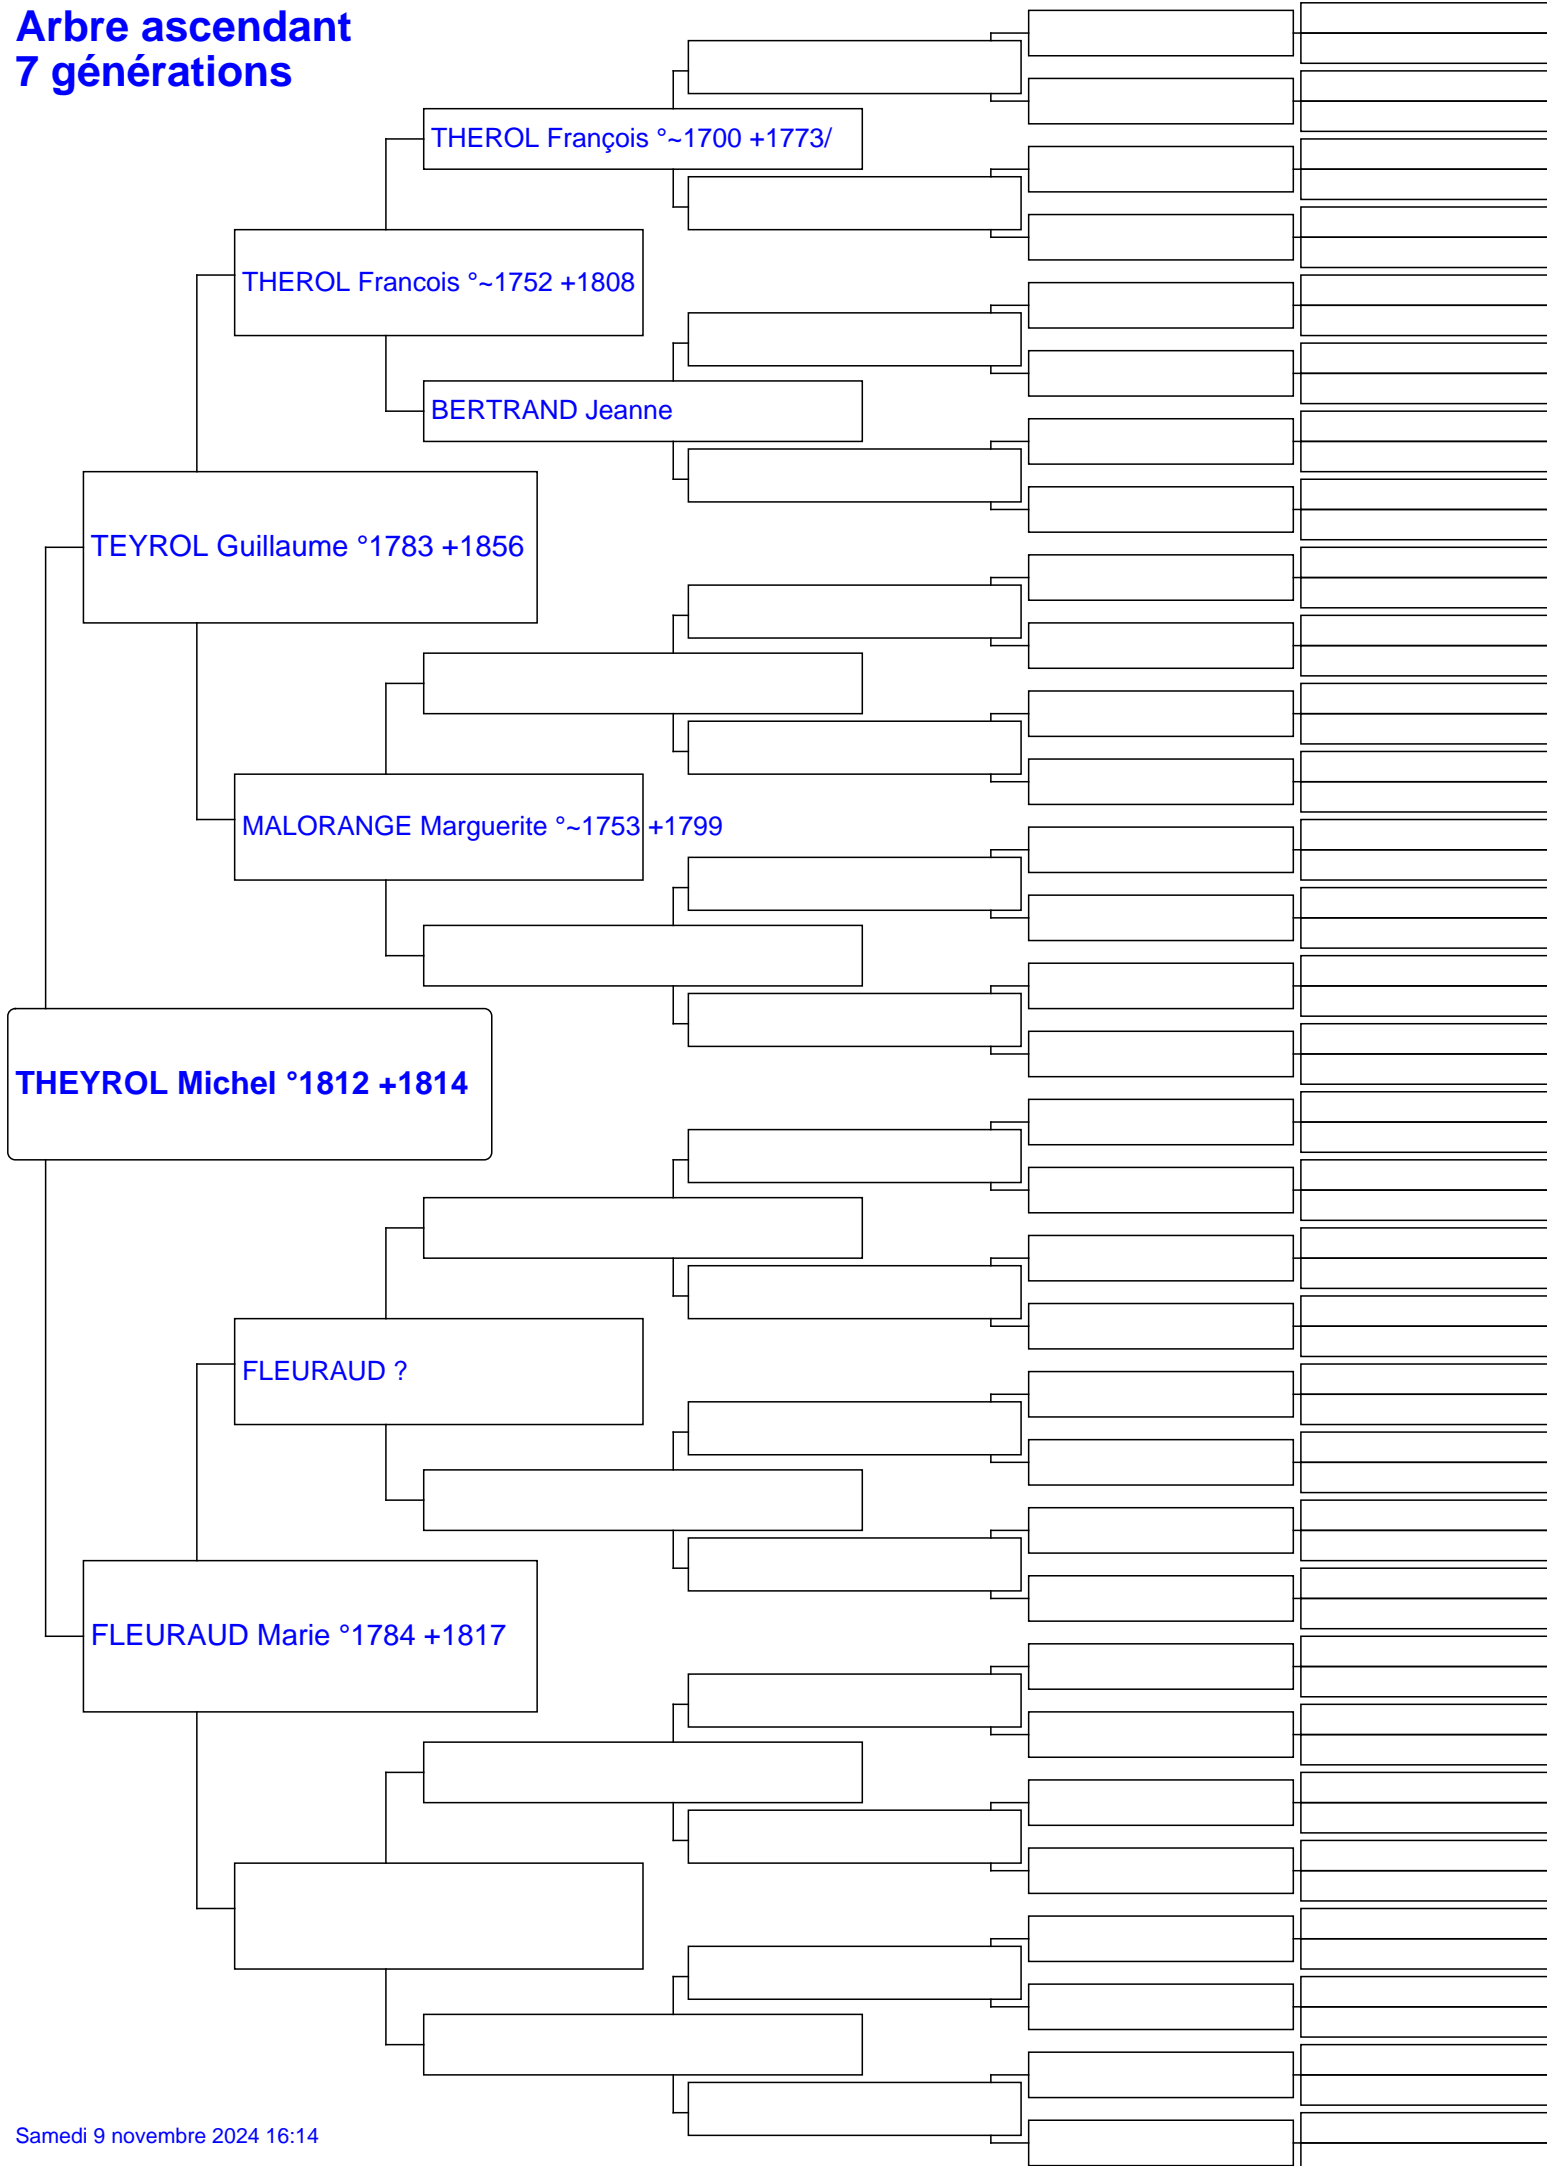 Arbre ascendant
7 générations
THEROL François °~1700 +1773/
THEROL Francois °~1752 +1808
BERTRAND Jeanne
TEYROL Guillaume °1783 +1856
MALORANGE Marguerite °~1753 +1799
THEYROL Michel °1812 +1814
FLEURAUD ?
FLEURAUD Marie °1784 +1817
Samedi 9 novembre 2024 16:14